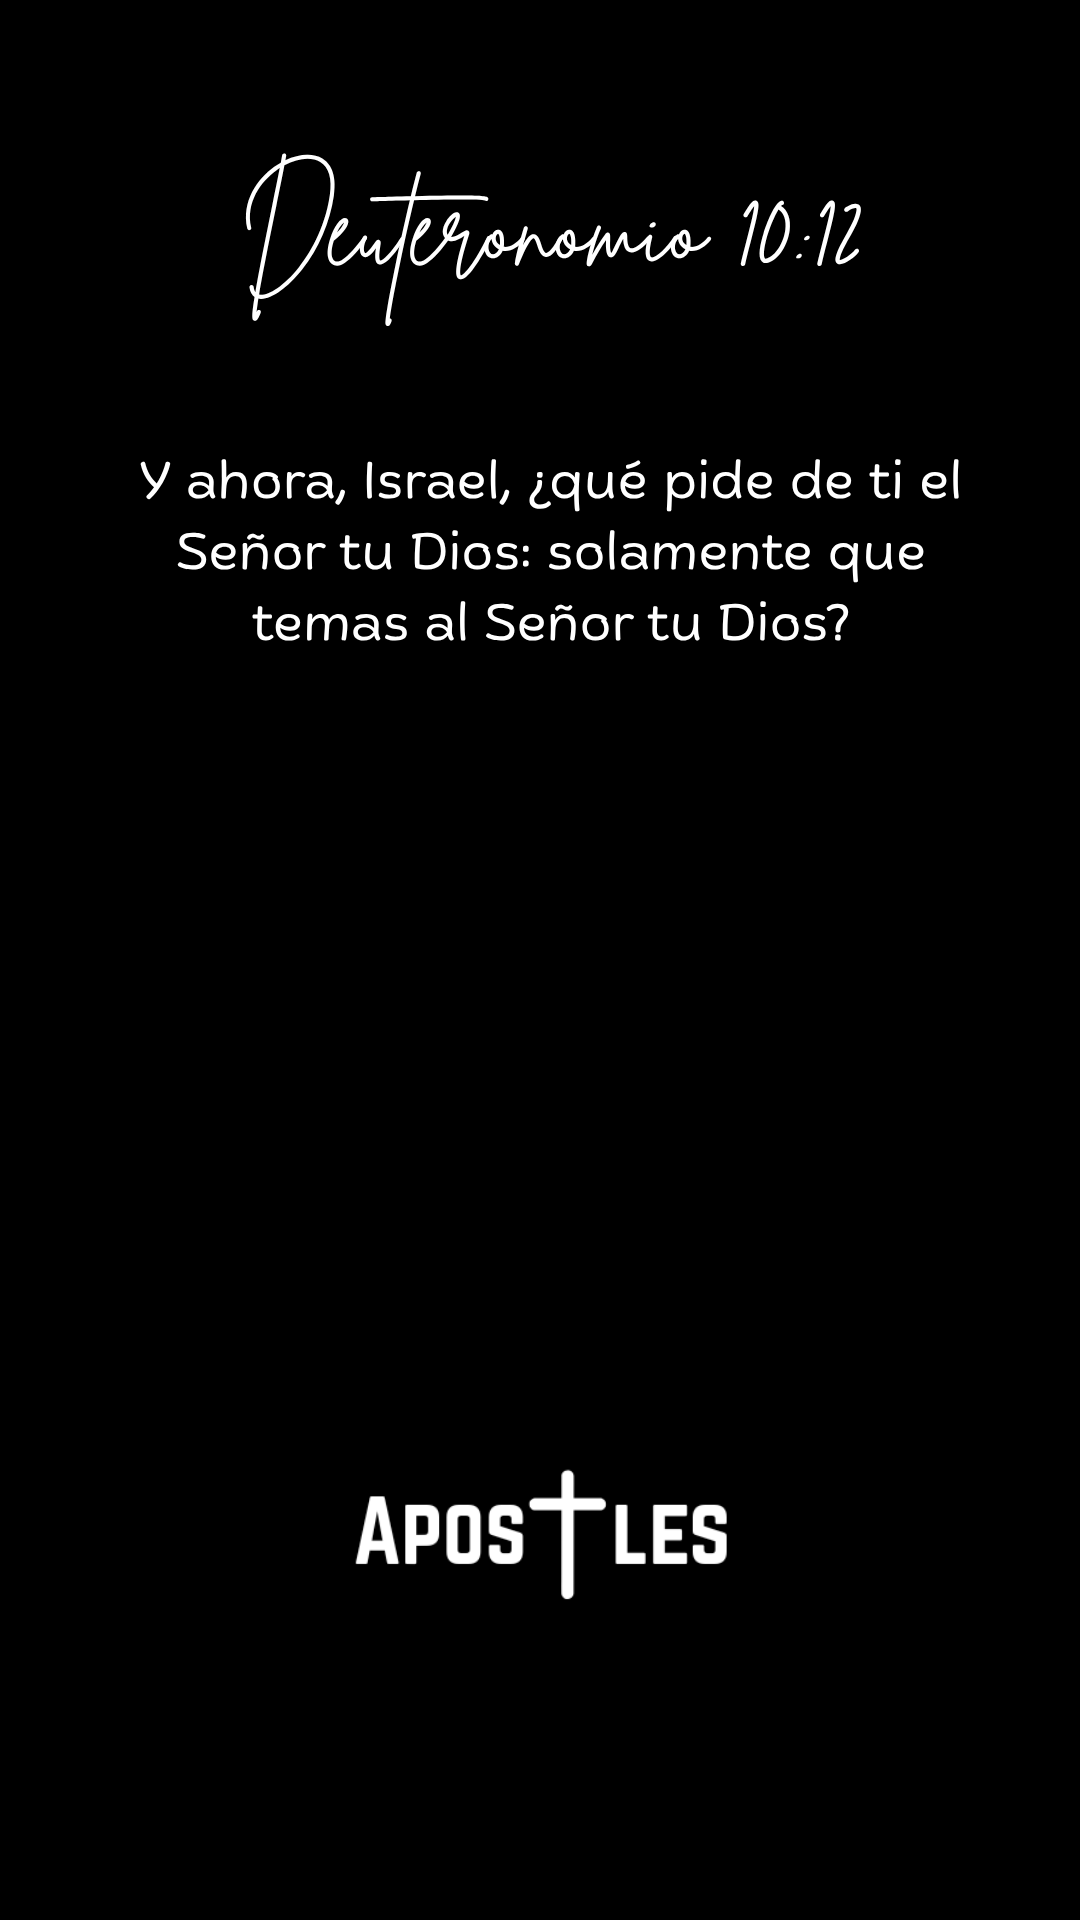 Deuteronomio 10:12
Y ahora, Israel, ¿qué pide de ti el
Señor tu Dios: solamente que
temas al Señor tu Dios?
APOSTLES